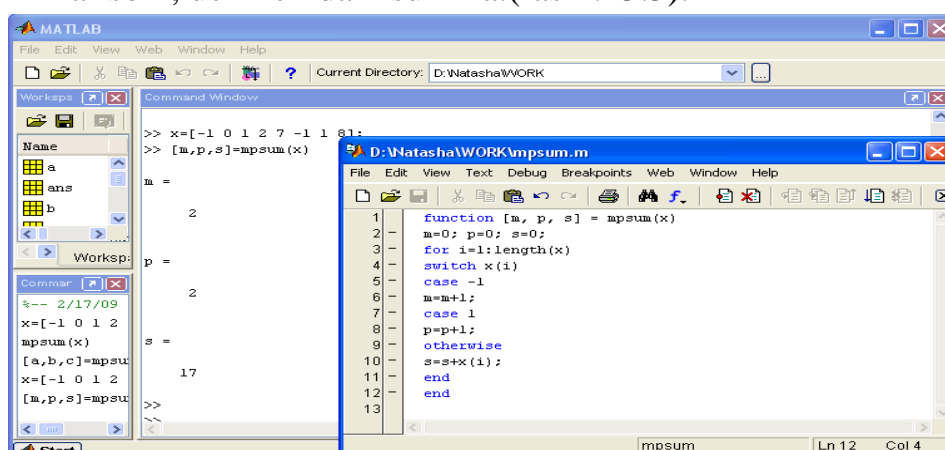 MATLAB
File Edit View Web Window Help
? Current Directory: D:\Natasha\WORK
Workspa
Name
a
ans
b
Worksp
Commar
%-- 2/17/09
x=[-1 0 1 2
mpsum(x)
[a,b,c]=mpsu
x=[-1 0 1 2
[m,p,s]=mpsu
Start
Command Window
>> x=[-1 0 1 2 7 -1 1 8];
>> [m,p,s]=mpsum(x)
m =
2
p =
2
s =
17
>>
D:\Natasha\WORK\mpsum.m
File Edit View Text Debug Breakpoints Web Window Help
1 function [m, p, s] = mpsum(x)
2 - m=0; p=0; s=0;
3 - for i=1:length(x)
4 - switch x(i)
5 - case -1
6 - m=m+1;
7 - case 1
8 - p=p+1;
9 - otherwise
10 - s=s+x(i);
11 - end
12 - end
13
mpsum Ln 12 Col 4